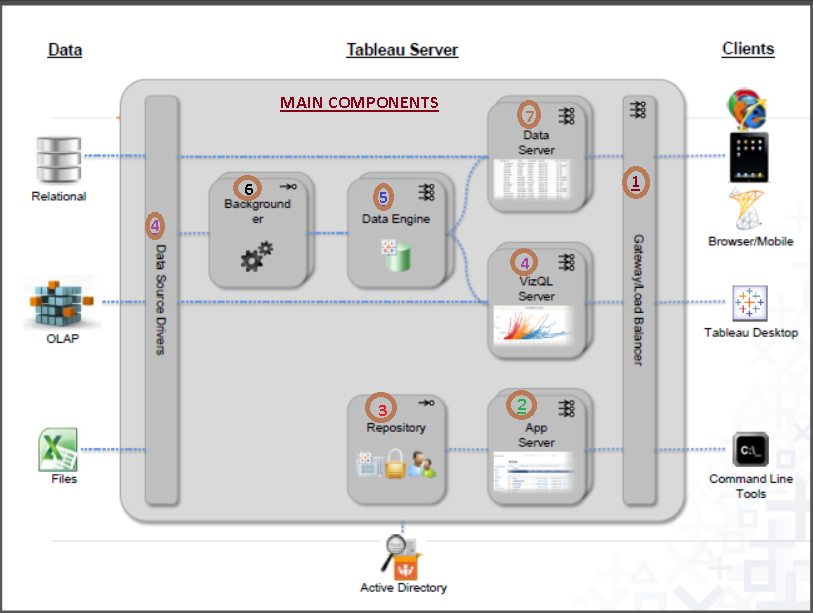 Data
Tableau Server
Clients
MAIN COMPONENTS
Relational
OLAP
Files
4
Data Source Drivers
6
Background
er
5
Data Engine
7
Data
Server
4
VizQL
Server
3
Repository
2
App
Server
1
Gateway/Load Balancer
Browser/Mobile
Tableau Desktop
C:\_
Command Line
Tools
Active Directory